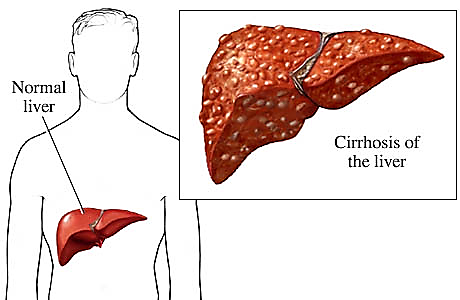 Normal
liver
Cirrhosis of
the liver